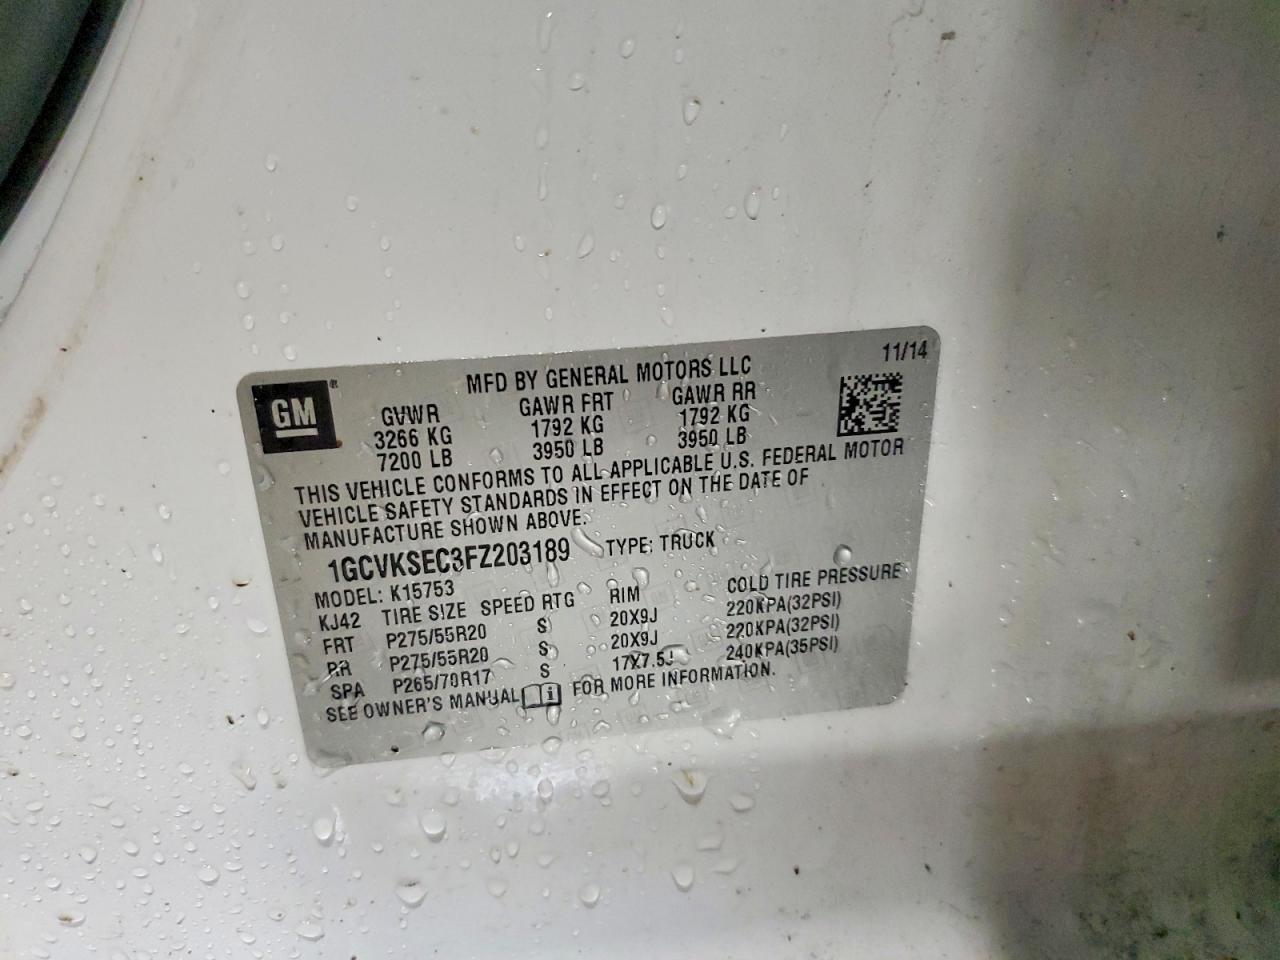 MFD BY GENERAL MOTORS LLC
11/14
GM®
GVWR GAWR FRT GAWR RR
3266 KG 1792 KG 1792 KG
7200 LB 3950 LB 3950 LB
THIS VEHICLE CONFORMS TO ALL APPLICABLE U.S. FEDERAL MOTOR
VEHICLE SAFETY STANDARDS IN EFFECT ON THE DATE OF
MANUFACTURE SHOWN ABOVE.
1GCVKSEC3FZ203189 TYPE: TRUCK
MODEL: K15753
KJ42 TIRE SIZE SPEED RTG RIM COLD TIRE PRESSURE
FRT P275/55R20 S 20X9J 220KPA(32PSI)
RR P275/55R20 S 20X9J 220KPA(32PSI)
SPA P265/70R17 S 17X7.5J 240KPA(35PSI)
SEE OWNER'S MANUAL i FOR MORE INFORMATION.